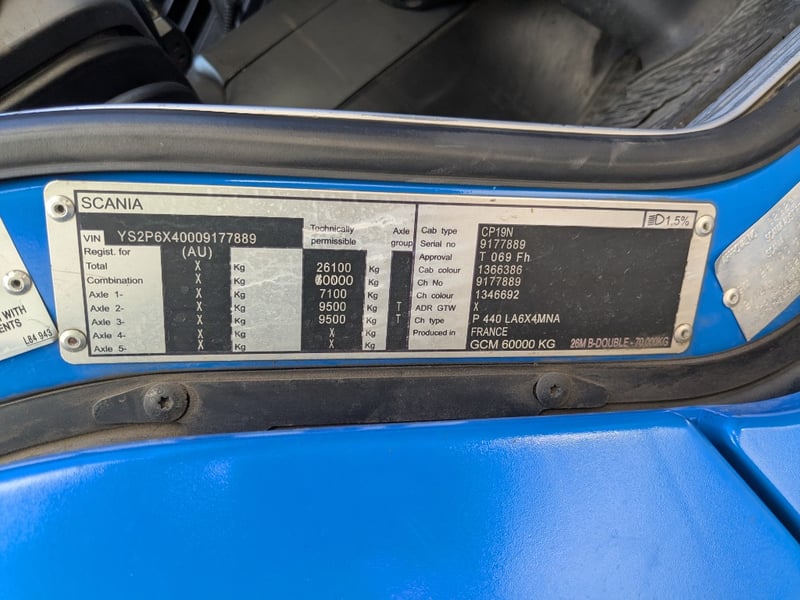 SCANIA
1.5%
VIN YS2P6X40009177889
Technically permissible
Axle group
Regist. for (AU)
Total X Kg 26100 Kg
Combination X Kg 60000 Kg
Axle 1- X Kg 7100 Kg
Axle 2- X Kg 9500 Kg T
Axle 3- X Kg 9500 Kg T
Axle 4- X Kg X Kg
Axle 5- X Kg X Kg
Cab type CP19N
Serial no 9177889
Approval T 069 Fh
Cab colour 1366386
Ch No 9177889
Ch colour 1346692
ADR GTW X
Ch type P 440 LA6X4MNA
Produced in FRANCE
GCM 60000 KG 26M B-DOUBLE - 70,000KG
WITH
ENTS
L84 943